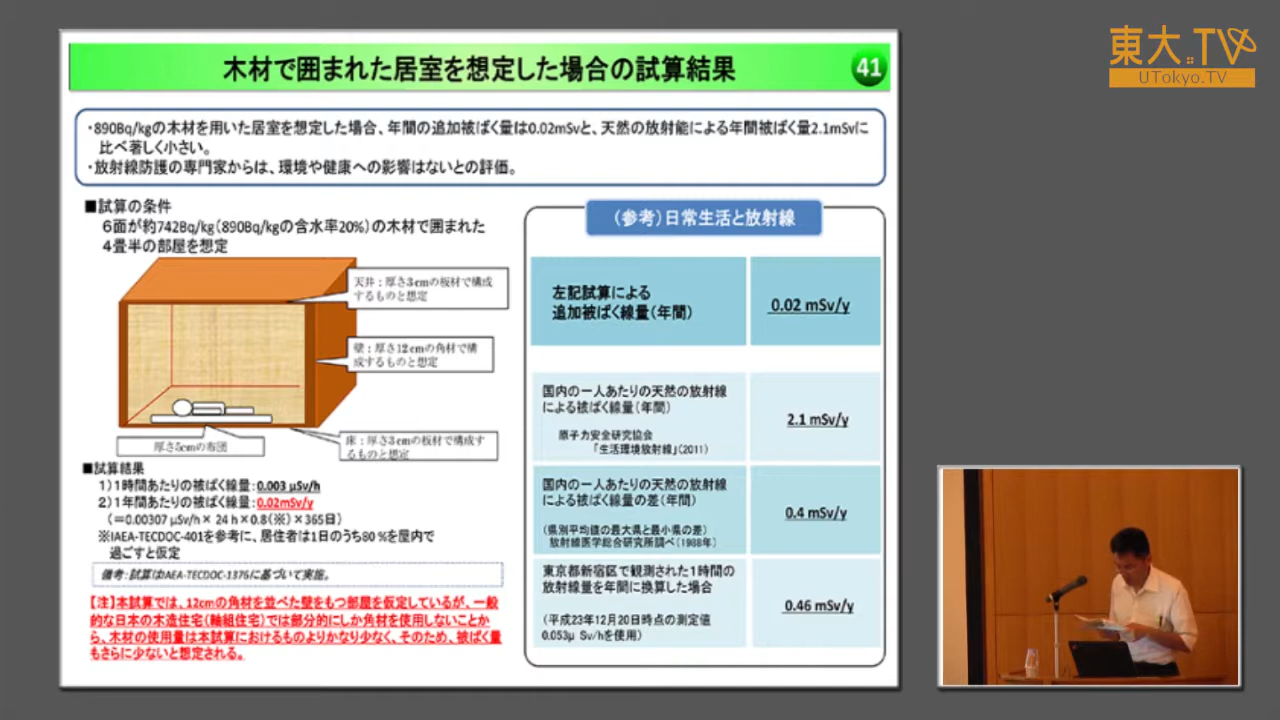 東大.TV
UTokyo.TV
木材で囲まれた居室を想定した場合の試算結果
41
・890Bq/kgの木材を用いた居室を想定した場合、年間の追加被ばく量は0.02mSvと、天然の放射能による年間被ばく量2.1mSvに
比べ著しく小さい。
・放射線防護の専門家からは、環境や健康への影響はないとの評価。
■試算の条件
6面が約742Bq/kg(890Bq/kgの含水率20%)の木材で囲まれた
4畳半の部屋を想定
天井:厚さ3cmの板材で構成
するものと想定
壁:厚さ12cmの角材で構
成するものと想定
床:厚さ3cmの板材で構成す
るものと想定
厚さ5cmの布団
■試算結果
1)1時間あたりの被ばく線量:0.003 μSv/h
2)1年間あたりの被ばく線量:0.02mSv/y
(=0.00307 μSv/h× 24 h×0.8(※)×365日)
※IAEA-TECDOC-401を参考に、居住者は1日のうち80 %を屋内で
過ごすと仮定
備考:試算はIAEA-TECDOC-1376に基づいて実施。
【注】本試算では、12cmの角材を並べた壁をもつ部屋を仮定しているが、一般
的な日本の木造住宅(軸組住宅)では部分的にしか角材を使用しないことか
ら、木材の使用量は本試算におけるものよりかなり少なく、そのため、被ばく量
もさらに少ないと想定される。
(参考)日常生活と放射線
左記試算による
追加被ばく線量(年間)
0.02 mSv/y
国内の一人あたりの天然の放射線
による被ばく線量(年間)
原子力安全研究協会
「生活環境放射線」(2011)
2.1 mSv/y
国内の一人あたりの天然の放射線
による被ばく線量の差(年間)
(県別平均値の最大県と最小県の差)
放射線医学総合研究所調べ(1988年)
0.4 mSv/y
東京都新宿区で観測された1時間の
放射線量を年間に換算した場合
(平成23年12月20日時点の測定値
0.053μ Sv/hを使用)
0.46 mSv/y